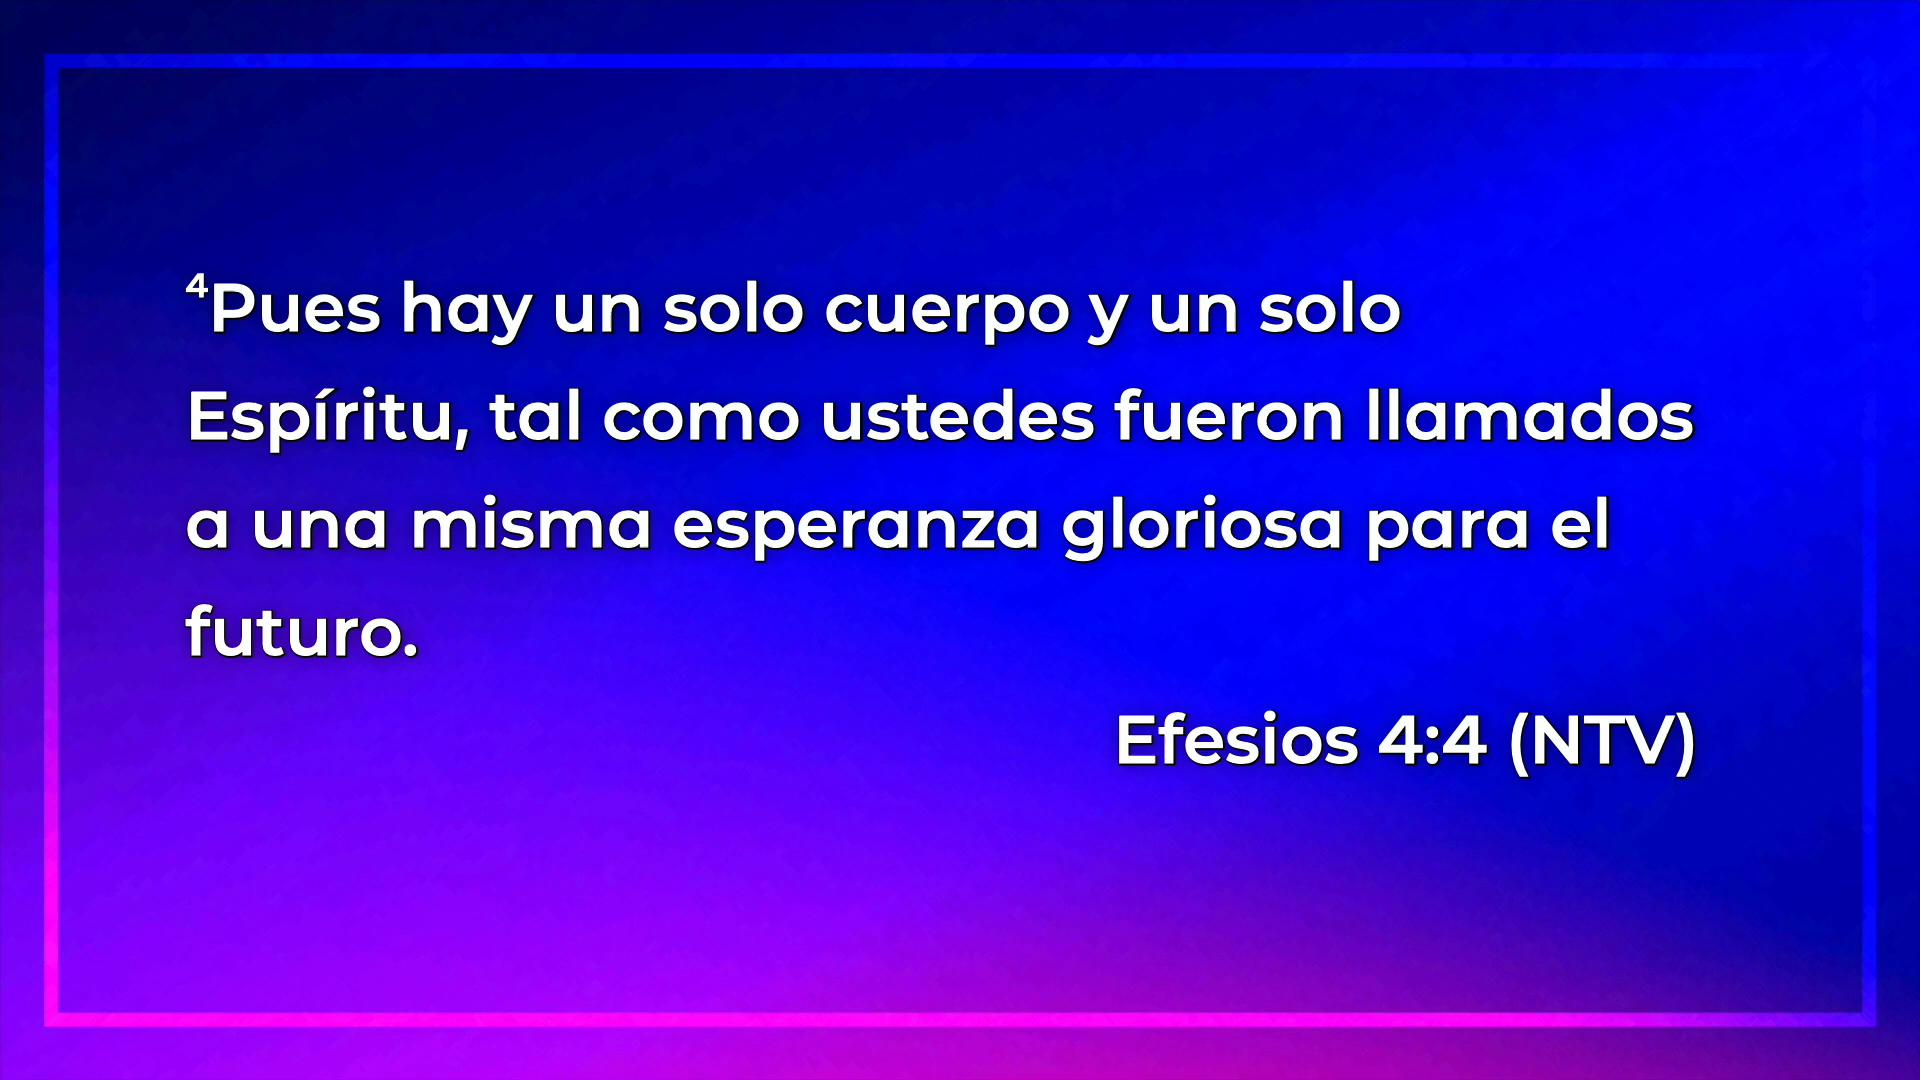 ⁴Pues hay un solo cuerpo y un solo
Espíritu, tal como ustedes fueron llamados
a una misma esperanza gloriosa para el
futuro.
Efesios 4:4 (NTV)